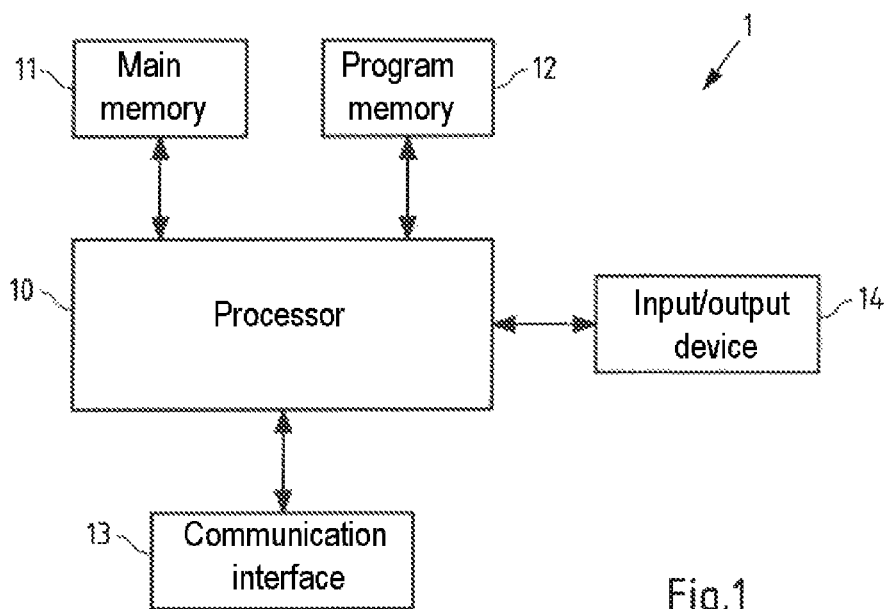 1
11
Main
memory
Program
memory
12
10
Processor
Input/output
device
14
13
Communication
interface
Fig.1